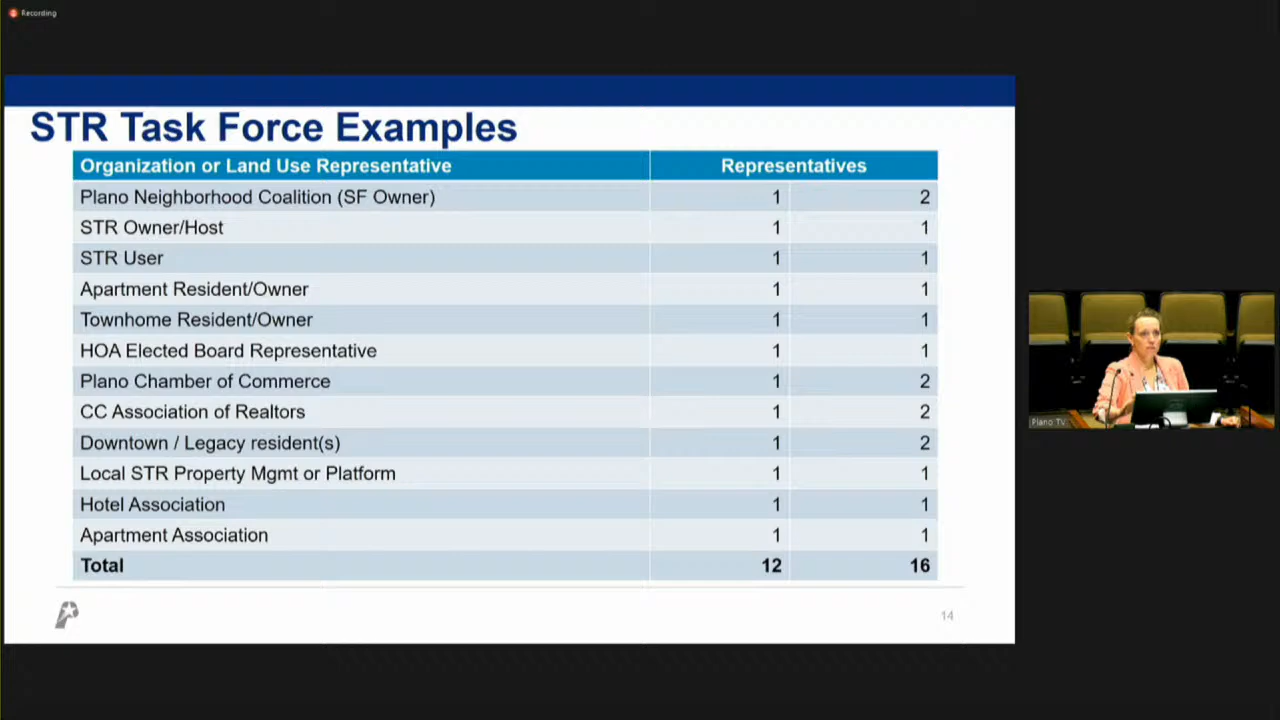 Recording
STR Task Force Examples
Organization or Land Use Representative Representatives
Plano Neighborhood Coalition (SF Owner) 1 2
STR Owner/Host 1 1
STR User 1 1
Apartment Resident/Owner 1 1
Townhome Resident/Owner 1 1
HOA Elected Board Representative 1 1
Plano Chamber of Commerce 1 2
CC Association of Realtors 1 2
Downtown / Legacy resident(s) 1 2
Local STR Property Mgmt or Platform 1 1
Hotel Association 1 1
Apartment Association 1 1
Total 12 16
14
Plano TV